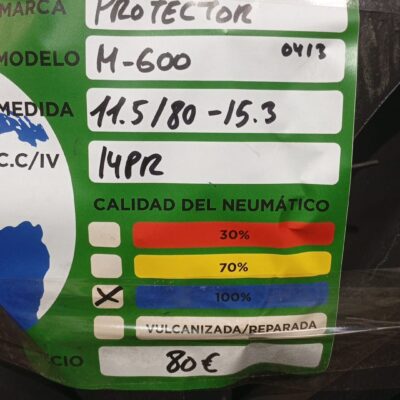 MARCA PROTECTOR
MODELO M-600 0413
MEDIDA 11.5/80-15.3
C.C/IV 14PR
CALIDAD DEL NEUMÁTICO
30%
70%
X 100%
VULCANIZADA/REPARADA
CIO 80€